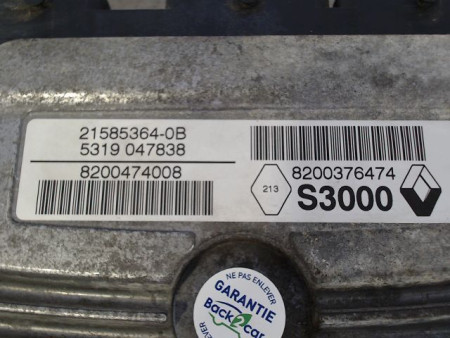 21585364-0B
5319 047838
8200474008
8200376474
213
S3000
NE PAS ENLEVER
GARANTIE
Back2car